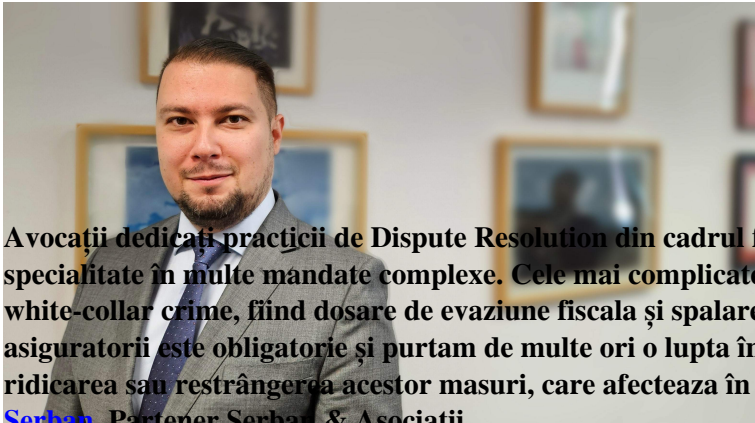 Avocații dedicați practicii de Dispute Resolution din cadrul
specialitate în multe mandate complexe. Cele mai complicate
white-collar crime, fiind dosare de evaziune fiscala și spalare
asiguratorii este obligatorie și purtam de multe ori o lupta în
ridicarea sau restrângerea acestor masuri, care afecteaza în
Serban, Partener Serban & Asociații